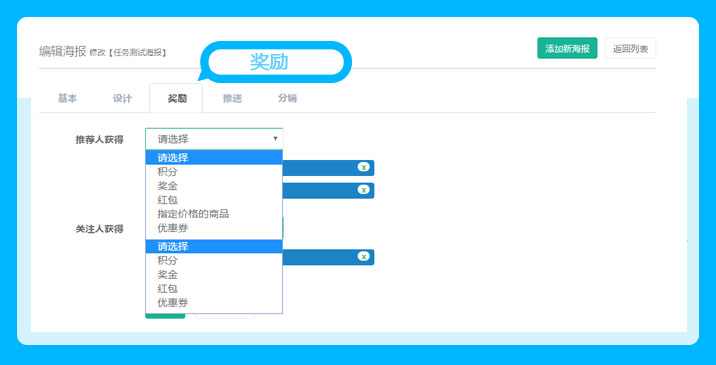 奖励
编辑海报 修改【任务测试海报】
添加新海报 返回列表
基本 设计 奖励 推送 分销
推荐人获得 请选择
请选择
x
积分
奖金
x
红包
指定价格的商品
关注人获得 优惠券
请选择
x
积分
奖金
红包
优惠券